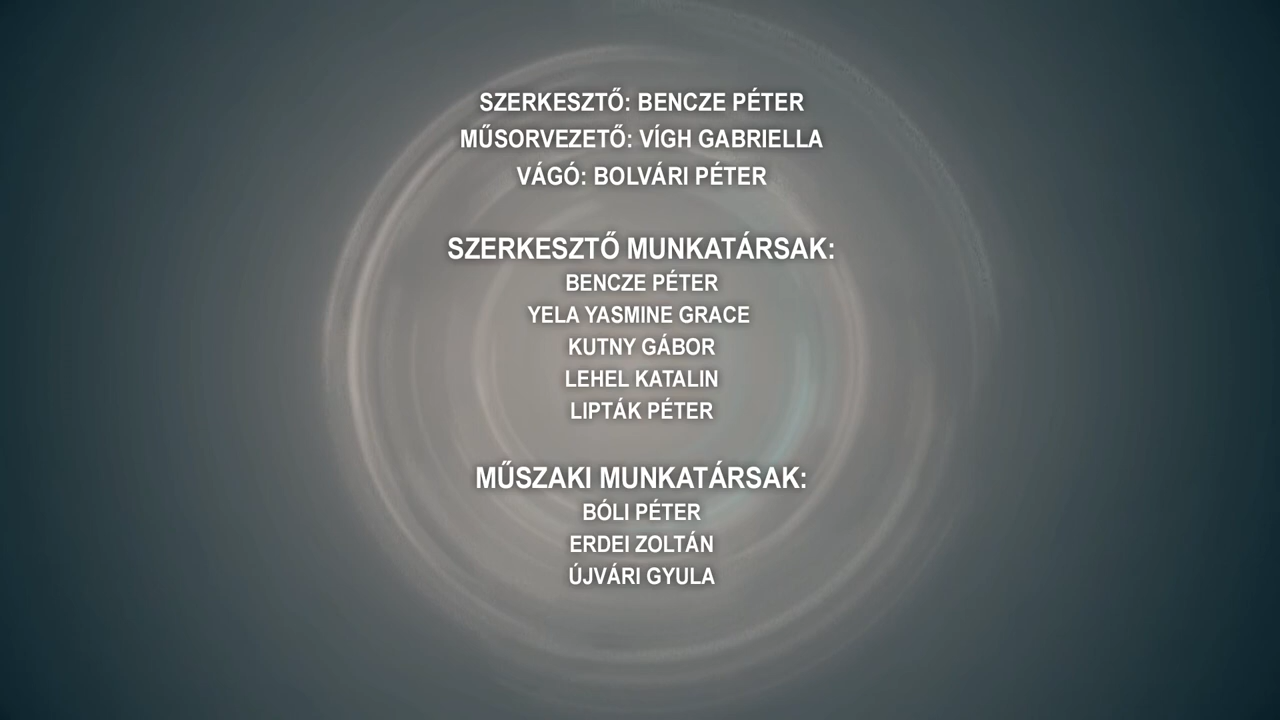 SZERKESZTŐ: BENCZE PÉTER
MŰSORVEZETŐ: VÍGH GABRIELLA
VÁGÓ: BOLVÁRI PÉTER
SZERKESZTŐ MUNKATÁRSAK:
BENCZE PÉTER
YELA YASMINE GRACE
KUTNY GÁBOR
LEHEL KATALIN
LIPTÁK PÉTER
MŰSZAKI MUNKATÁRSAK:
BÓLI PÉTER
ERDEI ZOLTÁN
ÚJVÁRI GYULA